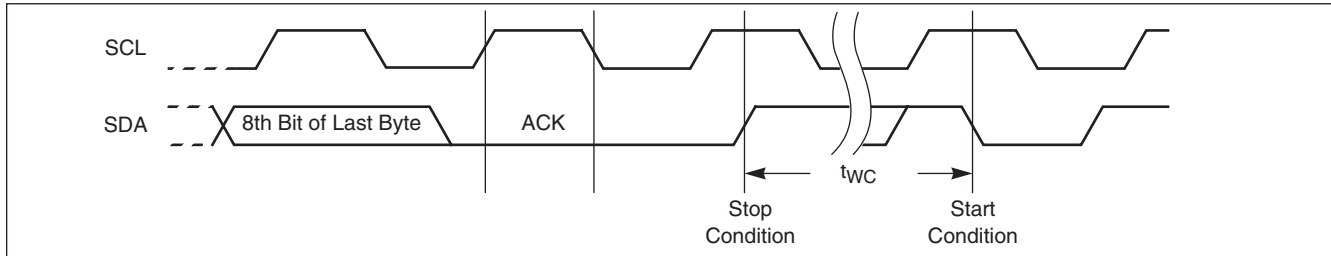 SCL
SDA
8th Bit of Last Byte
ACK
tWC
Stop
Condition
Start
Condition